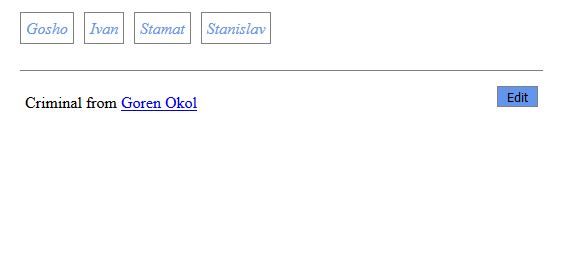 Gosho Ivan Stamat Stanislav
Criminal from Goren Okol Edit